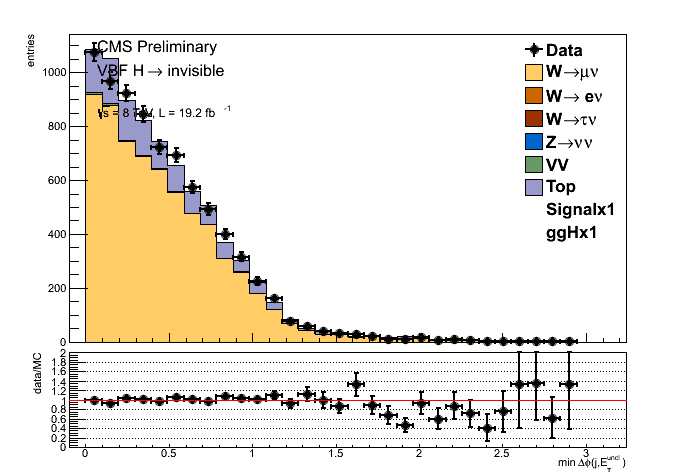 entries
CMS Preliminary
VBF H → invisible
√s = 8 TeV, L = 19.2 fb⁻¹
Data
W→μν
W→ eν
W→τν
Z→νν
VV
Top
Signalx1
ggHx1
1000
800
600
400
200
0
data/MC
2
1.8
1.6
1.4
1.2
1
0.8
0.6
0.4
0.2
0
0 0.5 1 1.5 2 2.5 3
min Δφ(j,E_T^uncl)